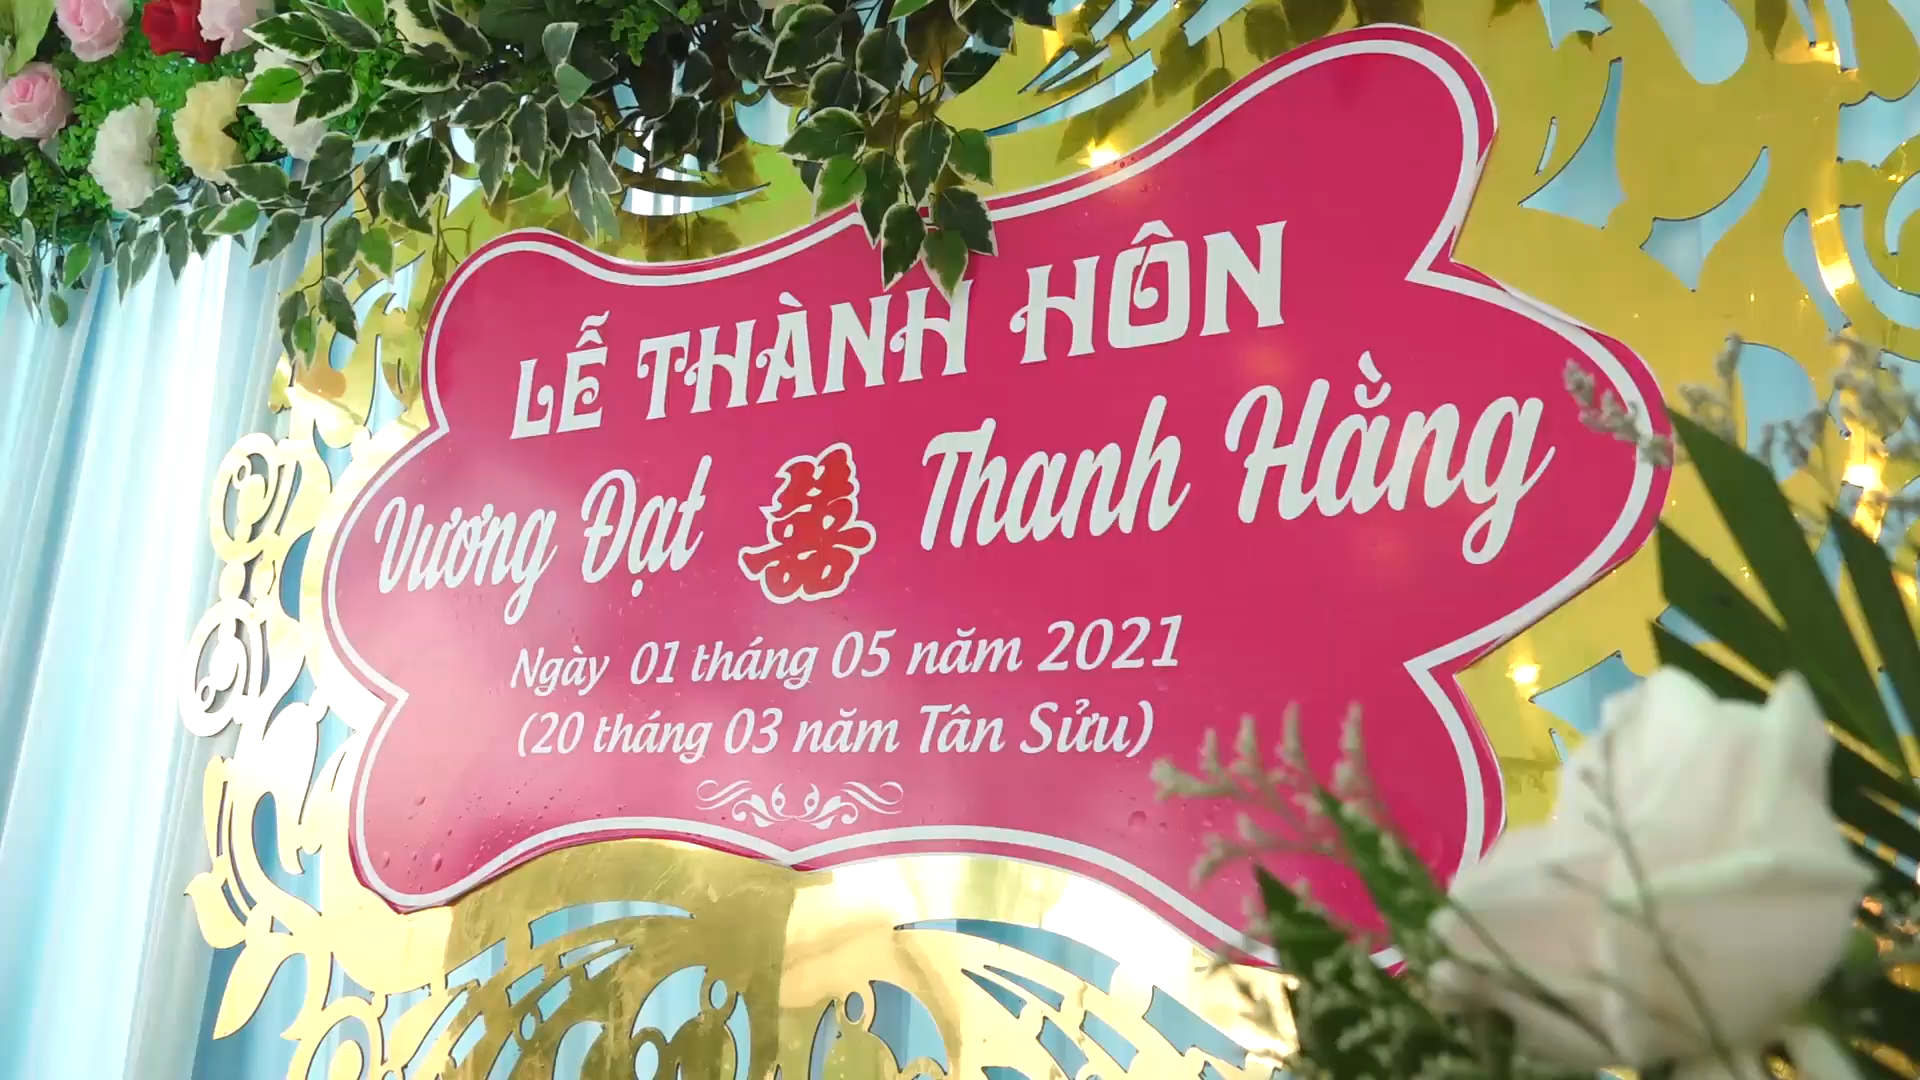 LỄ THÀNH HÔN
Vương Đạt 囍 Thanh Hằng
Ngày 01 tháng 05 năm 2021
(20 tháng 03 năm Tân Sửu)